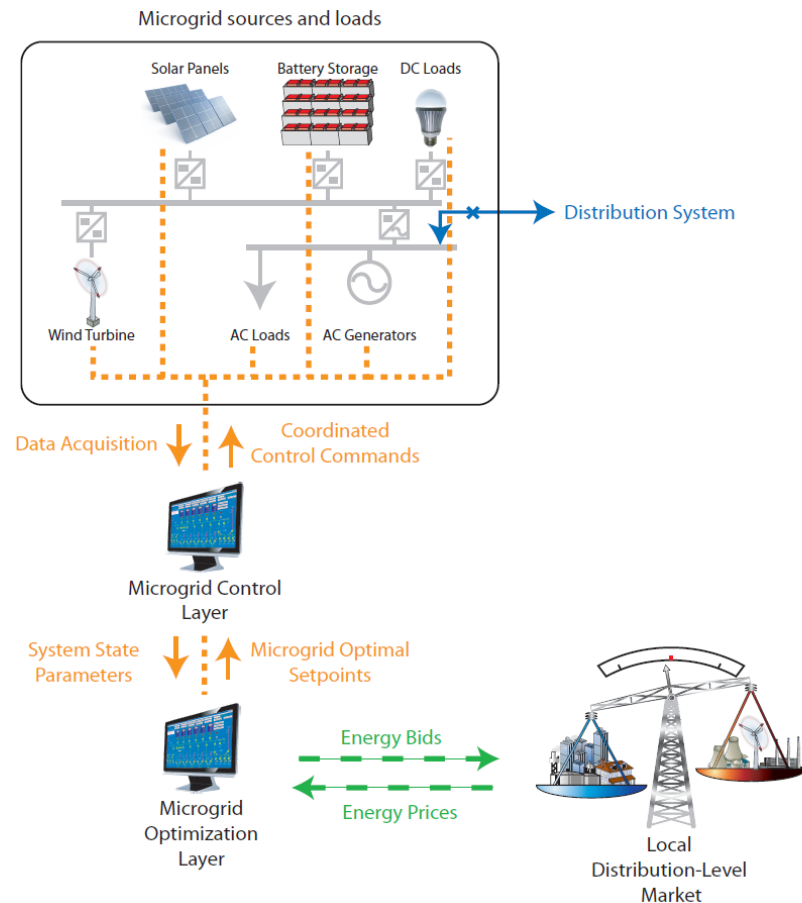 Microgrid sources and loads
Solar Panels
Battery Storage
DC Loads
Distribution System
Wind Turbine
AC Loads
AC Generators
Data Acquisition
Coordinated
Control Commands
Microgrid Control
Layer
System State
Parameters
Microgrid Optimal
Setpoints
Energy Bids
Energy Prices
Microgrid
Optimization
Layer
Local
Distribution-Level
Market